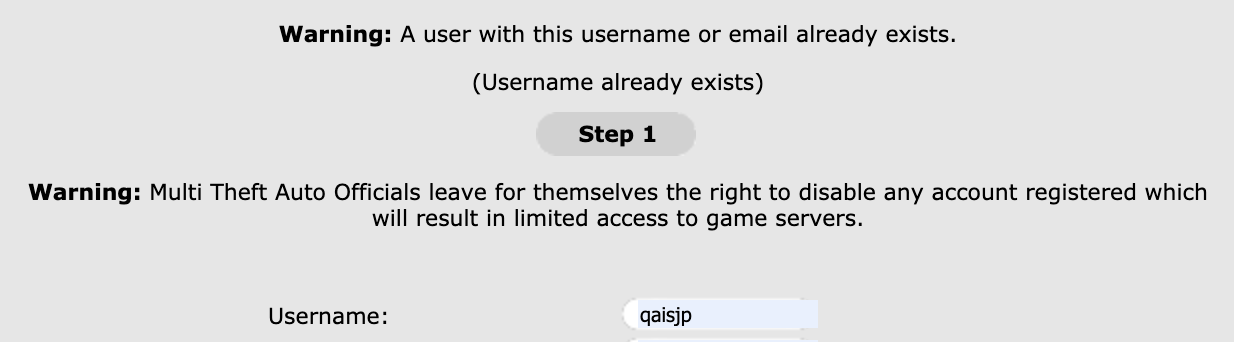 Warning: A user with this username or email already exists.
(Username already exists)
Step 1
Warning: Multi Theft Auto Officials leave for themselves the right to disable any account registered which
will result in limited access to game servers.
Username: qaisjp